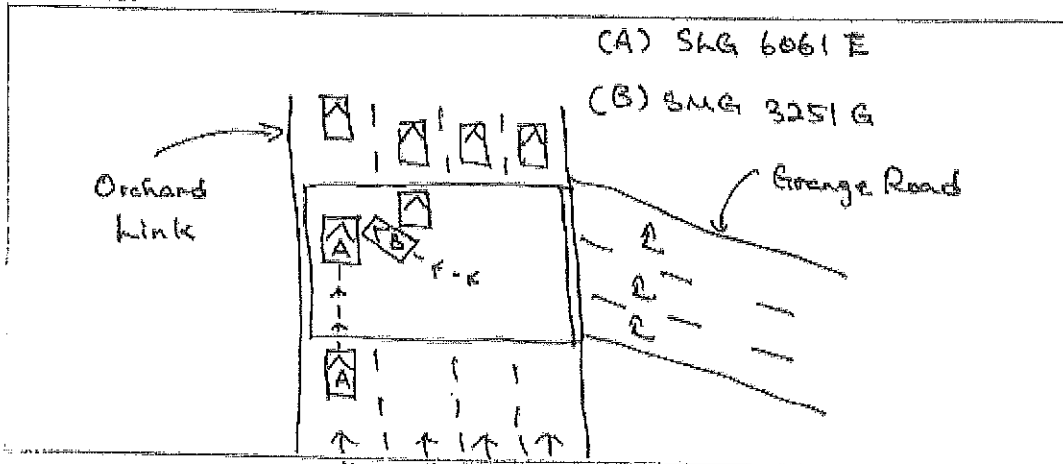 (A) SLG 6061 E
(B) SMG 3251 G
Orchard
Link
Grange Road
A
B
A